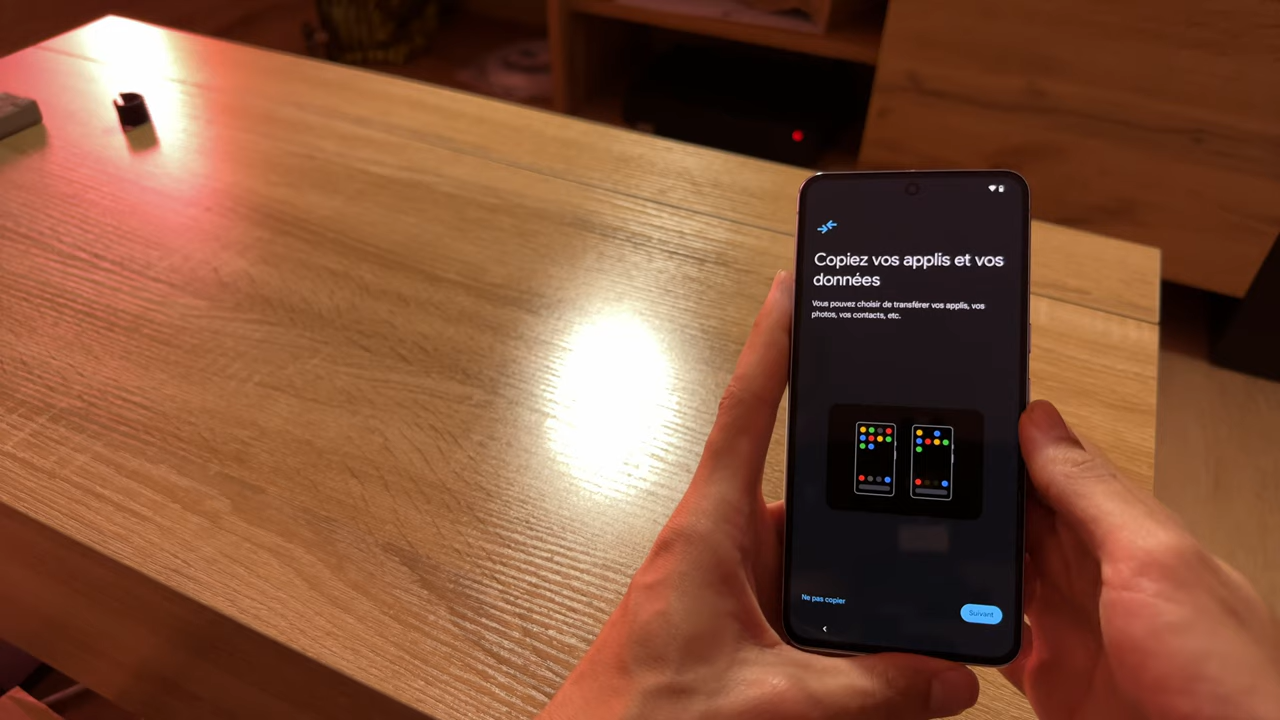 Copiez vos applis et vos
données
Vous pouvez choisir de transférer vos applis, vos
photos, vos contacts, etc.
Ne pas copier
Suivant